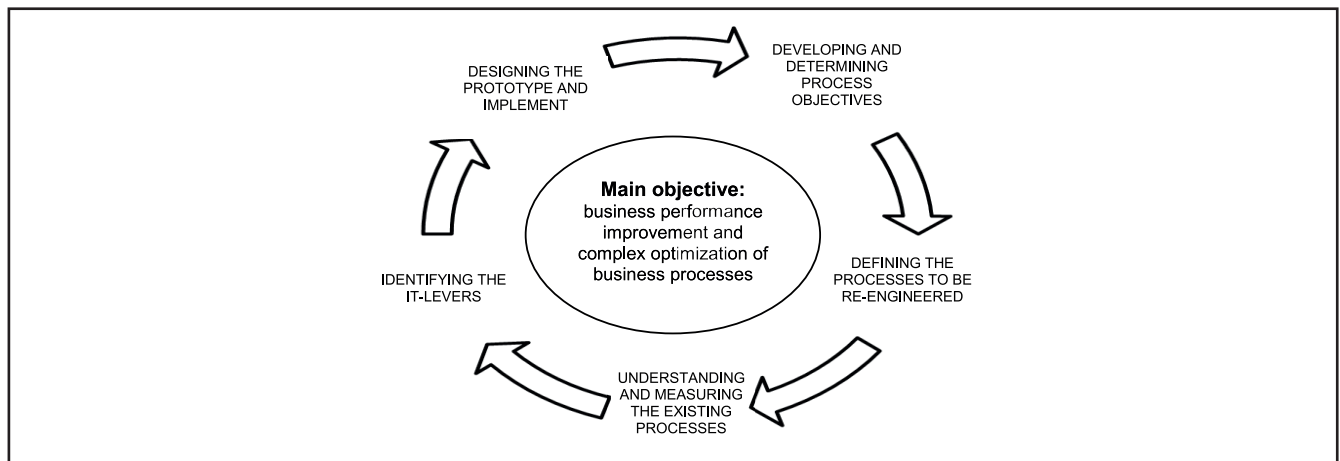 DEVELOPING AND
DETERMINING
PROCESS
OBJECTIVES
DESIGNING THE
PROTOTYPE AND
IMPLEMENT
Main objective:
business performance
improvement and
complex optimization of
business processes
DEFINING THE
PROCESSES TO BE
RE-ENGINEERED
IDENTIFYING THE
IT-LEVERS
UNDERSTANDING
AND MEASURING
THE EXISTING
PROCESSES